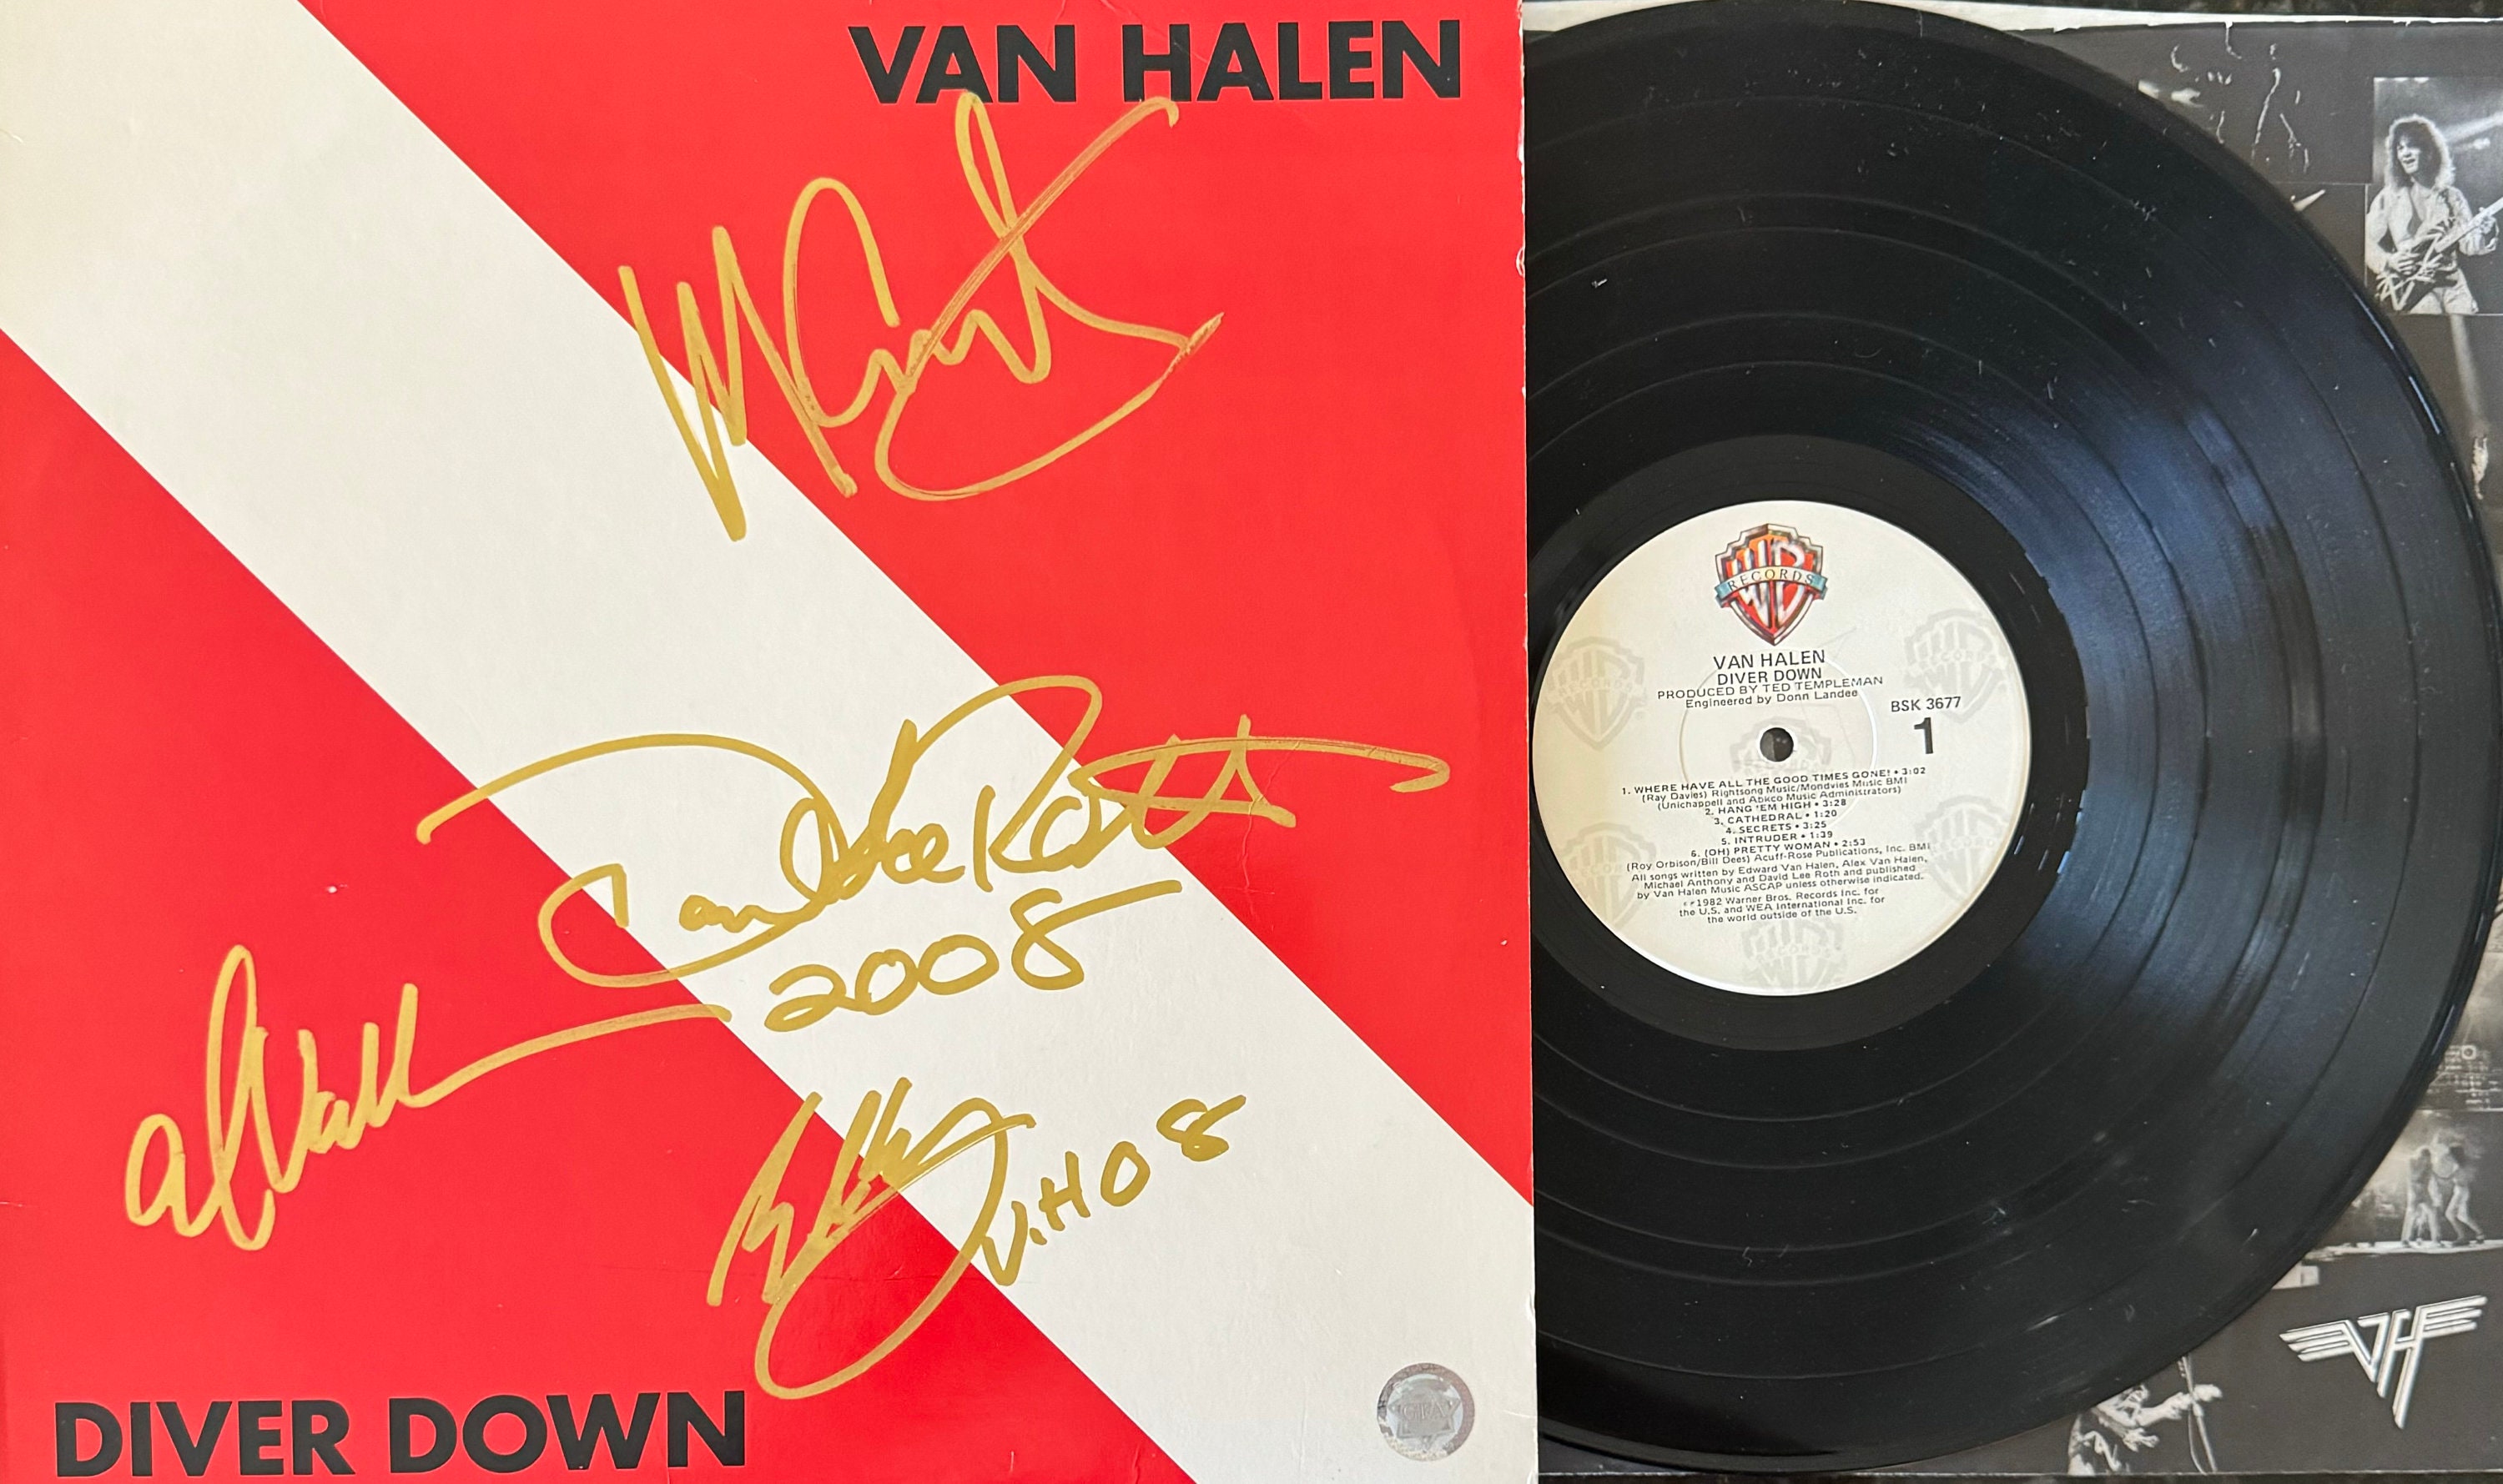 VAN HALEN
David Lee Roth
2008
V.H 08
DIVER DOWN
RECORDS
VAN HALEN
DIVER DOWN
PRODUCED BY TED TEMPLEMAN
Engineered by Donn Landee
BSK 3677
1
1. WHERE HAVE ALL THE GOOD TIMES GONE! • 3:02
(Ray Davies) Rightsong Music/Mondvies Music BMI
(Unichappell and Abkco Music Administrators)
2. HANG 'EM HIGH • 3:28
3. CATHEDRAL • 1:20
4. SECRETS • 3:25
5. INTRUDER • 1:39
6. (OH) PRETTY WOMAN • 2:53
(Roy Orbison/Bill Dees) Acuff-Rose Publications, Inc. BMI
All songs written by Edward Van Halen, Alex Van Halen,
Michael Anthony and David Lee Roth and published
by Van Halen Music ASCAP unless otherwise indicated.
1982 Warner Bros. Records Inc. for
the U.S. and WEA International Inc. for
the world outside of the U.S.
VH